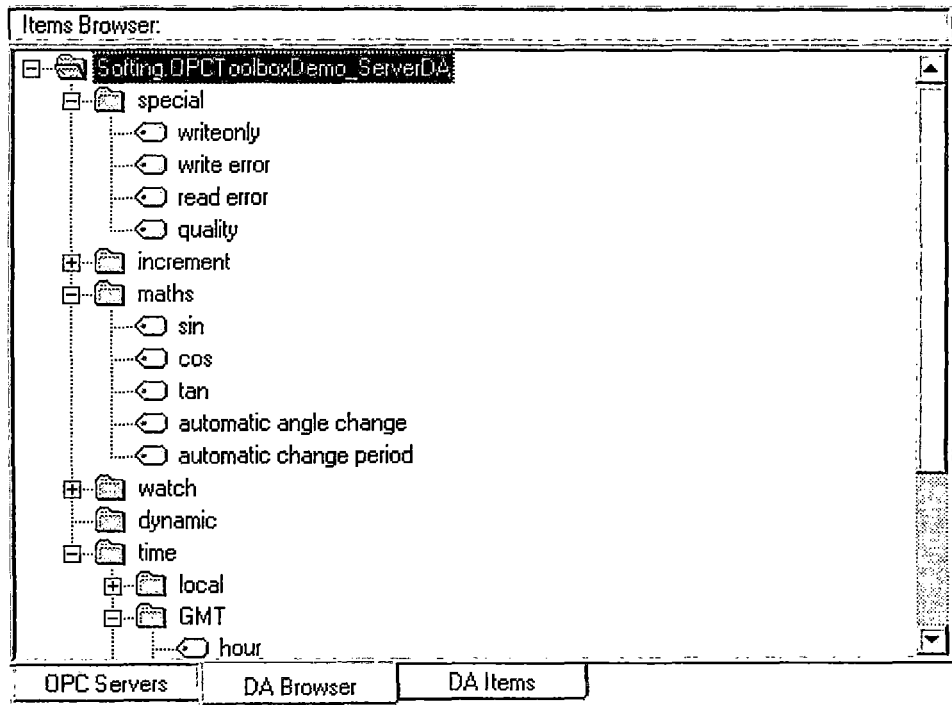 Items Browser:
Softing.OPCToolboxDemo_ServerDA
special
writeonly
write error
read error
quality
increment
maths
sin
cos
tan
automatic angle change
automatic change period
watch
dynamic
time
local
GMT
hour
OPC Servers DA Browser DA Items